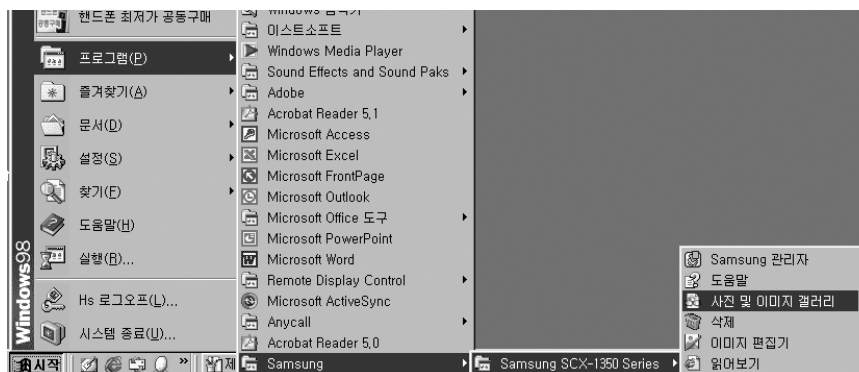 핸드폰 최저가 공동구매
프로그램(P)
즐겨찾기(A)
문서(D)
설정(S)
찾기(F)
도움말(H)
실행(R)...
Hs 로그오프(L)...
시스템 종료(U)...
Windows98
시작
이스트소프트
Windows Media Player
Sound Effects and Sound Paks
Adobe
Acrobat Reader 5,1
Microsoft Access
Microsoft Excel
Microsoft FrontPage
Microsoft Outlook
Microsoft Office 도구
Microsoft PowerPoint
Microsoft Word
Remote Display Control
Microsoft ActiveSync
Anycall
Acrobat Reader 5,0
Samsung
Samsung SCX-1350 Series
Samsung 관리자
도움말
사진 및 이미지 갤러리
삭제
이미지 편집기
읽어보기